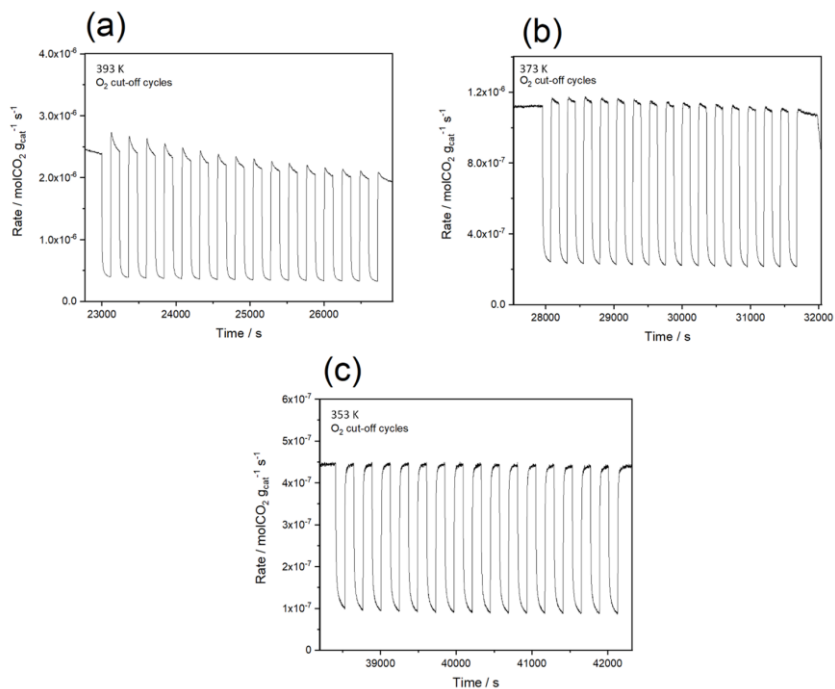 (a)
4.0x10⁻⁶
3.0x10⁻⁶
2.0x10⁻⁶
1.0x10⁻⁶
0.0
Rate / molCO₂ g_cat⁻¹ s⁻¹
393 K
O₂ cut-off cycles
23000 24000 25000 26000
Time / s
(b)
1.2x10⁻⁶
8.0x10⁻⁷
4.0x10⁻⁷
0.0
Rate / molCO₂ g_cat⁻¹ s⁻¹
373 K
O₂ cut-off cycles
28000 29000 30000 31000 32000
Time / s
(c)
6x10⁻⁷
5x10⁻⁷
4x10⁻⁷
3x10⁻⁷
2x10⁻⁷
1x10⁻⁷
0
Rate / molCO₂ g_cat⁻¹ s⁻¹
353 K
O₂ cut-off cycles
39000 40000 41000 42000
Time / s